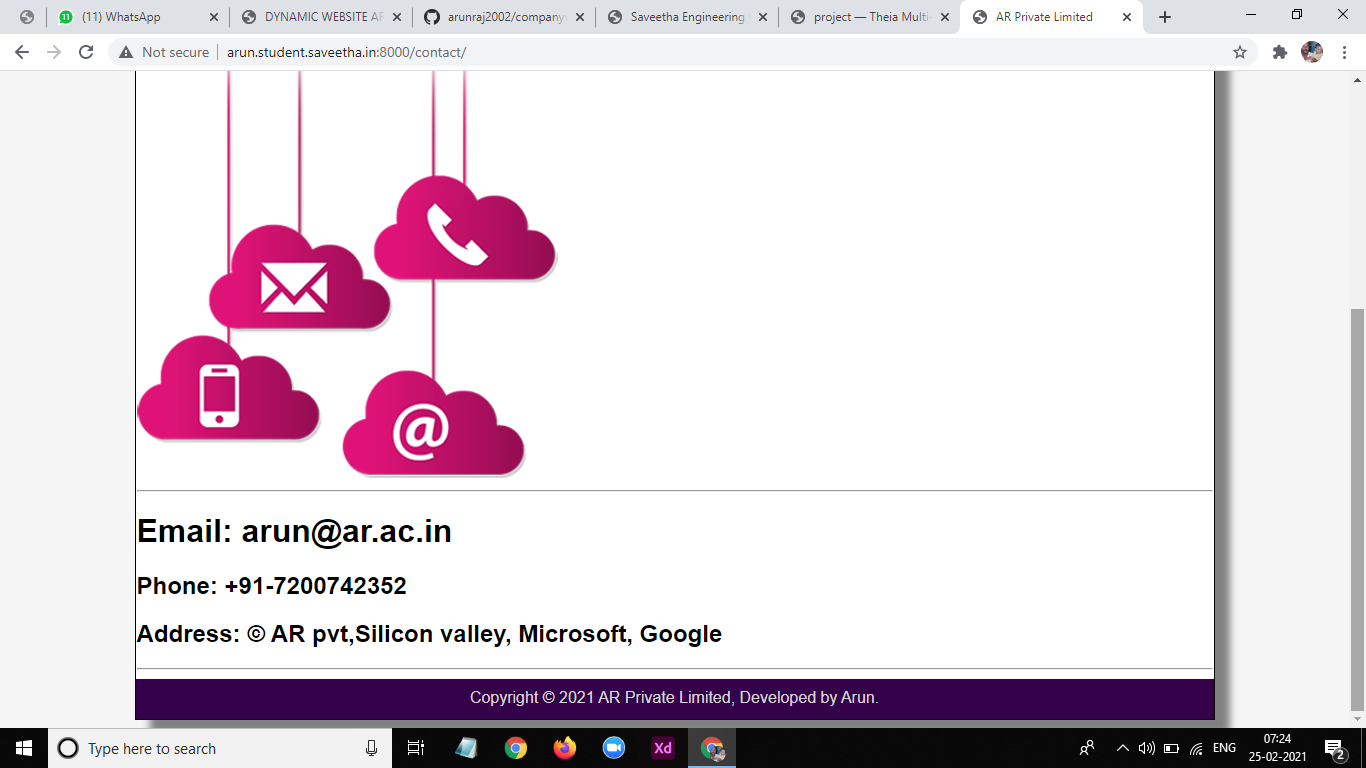 (11) WhatsApp
DYNAMIC WEBSITE AF
arunraj2002/company
Saveetha Engineering
project — Theia Multi-
AR Private Limited
Not secure
arun.student.saveetha.in:8000/contact/
@
Email: arun@ar.ac.in
Phone: +91-7200742352
Address: © AR pvt,Silicon valley, Microsoft, Google
Copyright © 2021 AR Private Limited, Developed by Arun.
Type here to search
Xd
ENG
07:24
25-02-2021
2